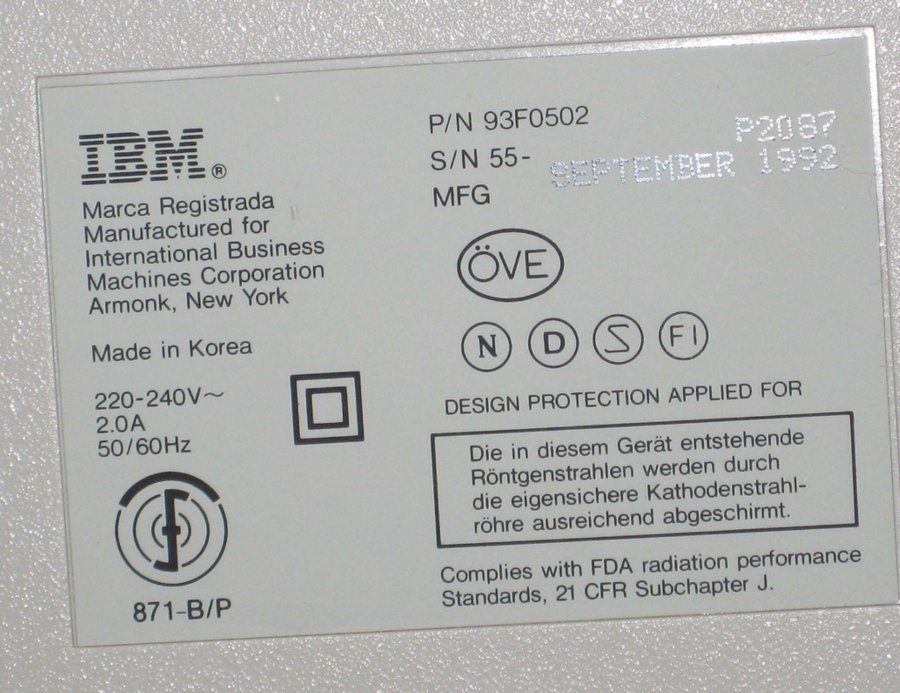 IBM®
Marca Registrada
Manufactured for
International Business
Machines Corporation
Armonk, New York
Made in Korea
220-240V~
2.0A
50/60Hz
871-B/P
P/N 93F0502
S/N 55- P2087
MFG SEPTEMBER 1992
ÖVE
N D S FI
DESIGN PROTECTION APPLIED FOR
Die in diesem Gerät entstehende
Röntgenstrahlen werden durch
die eigensichere Kathodenstrahl-
röhre ausreichend abgeschirmt.
Complies with FDA radiation performance
Standards, 21 CFR Subchapter J.